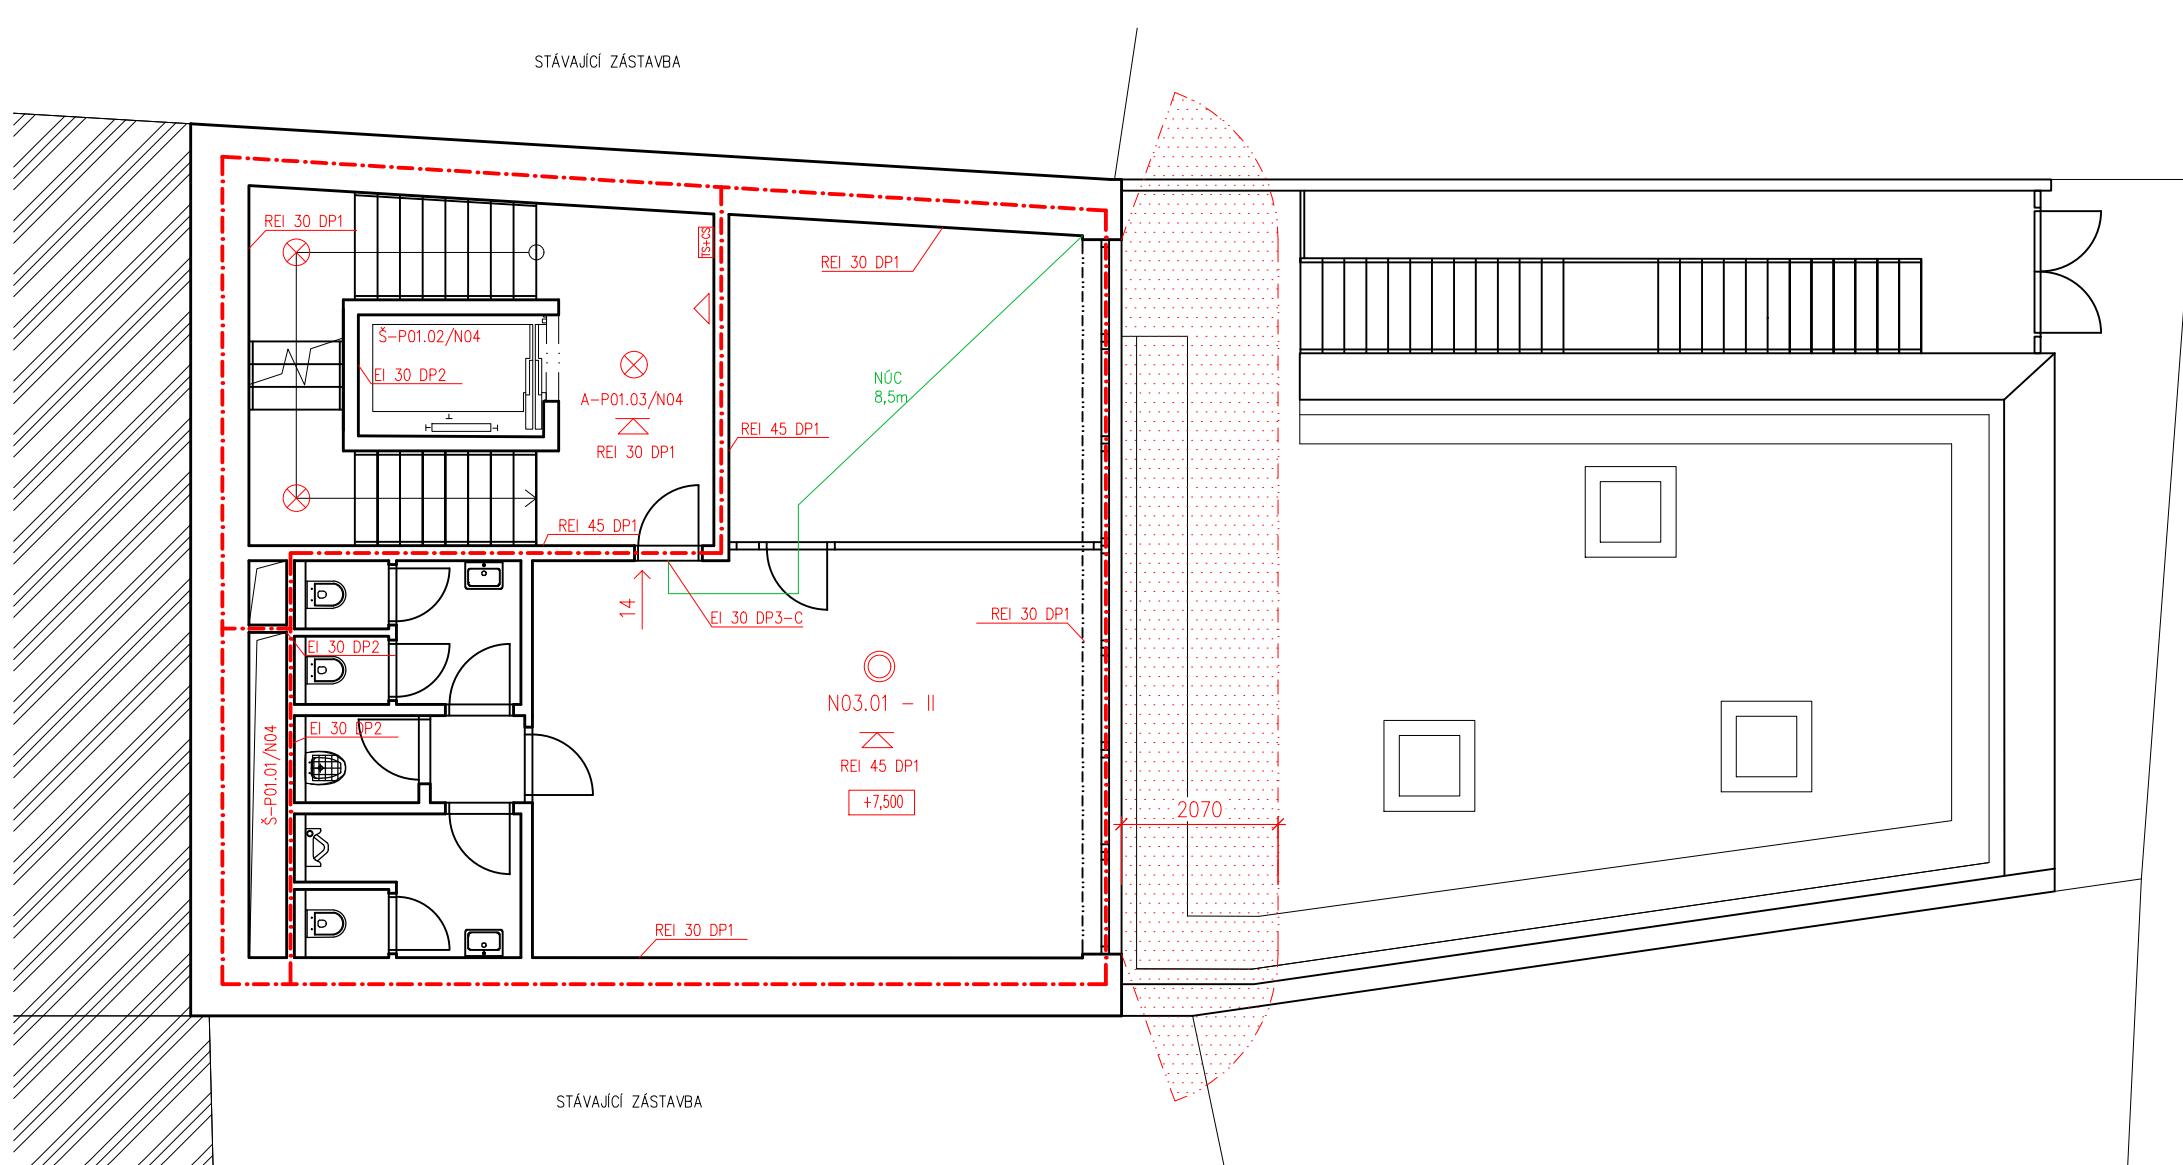 STÁVAJÍCÍ ZÁSTAVBA
REI 30 DP1
TS+CS
REI 30 DP1
Š-P01.02/N04
EI 30 DP2
A-P01.03/N04
REI 30 DP1
NÚC
8,5m
REI 45 DP1
REI 45 DP1
14
EI 30 DP3-C
REI 30 DP1
EI 30 DP2
N03.01 - II
EI 30 DP2
Š-P01.01/N04
REI 45 DP1
+7,500
2070
REI 30 DP1
STÁVAJÍCÍ ZÁSTAVBA